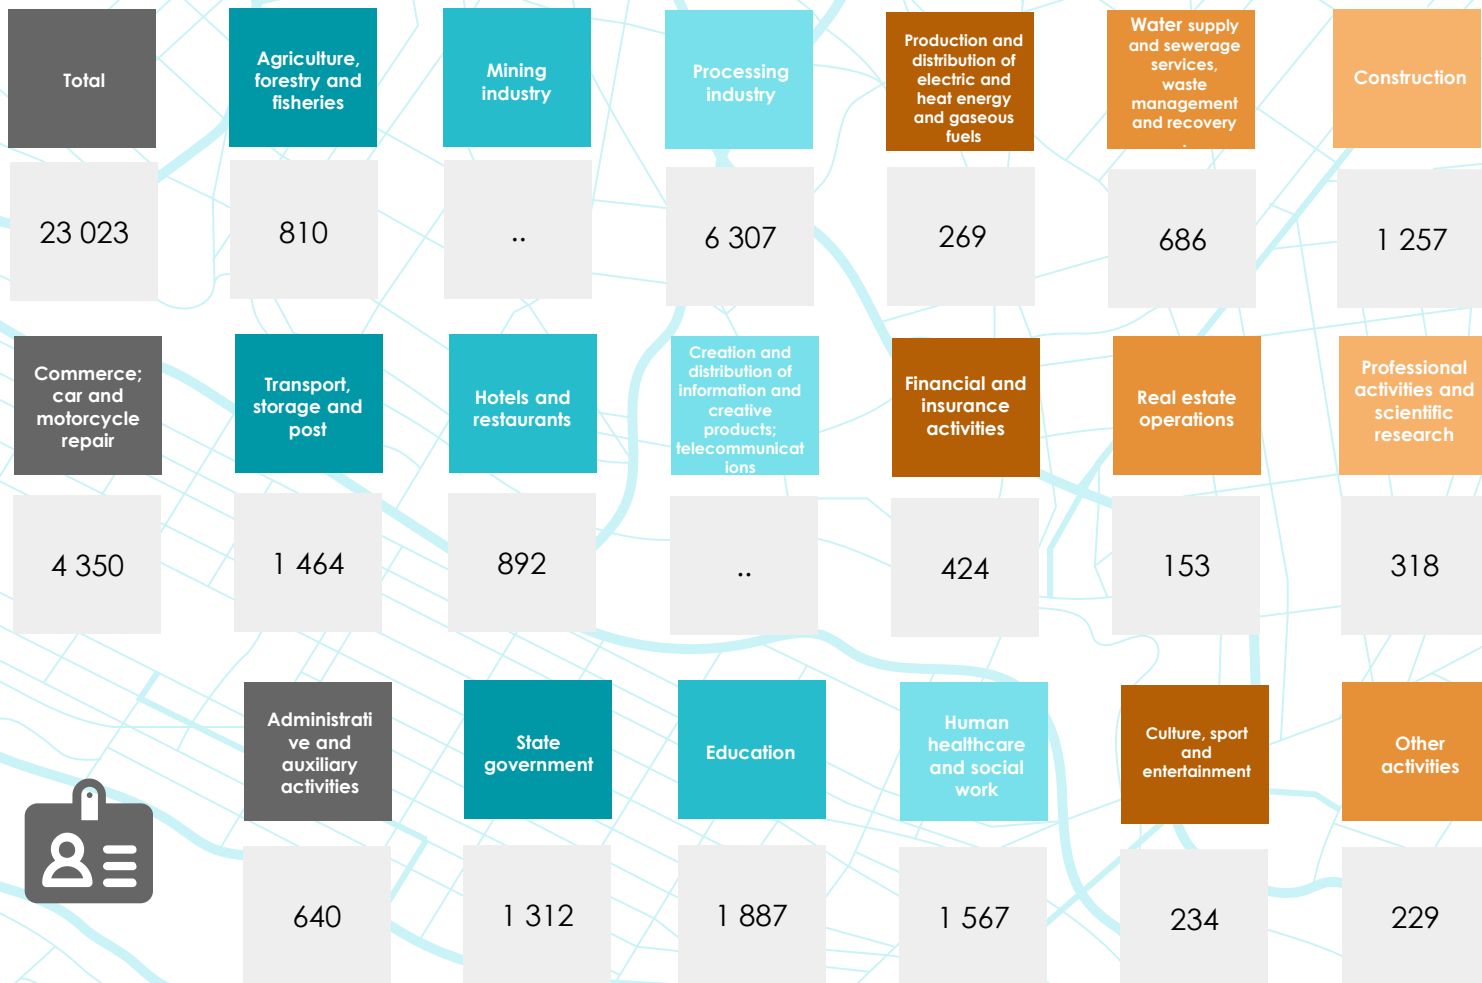 Total
Agriculture,
forestry and
fisheries
Mining
industry
Processing
industry
Production and
distribution of
electric and
heat energy
and gaseous
fuels
Water supply
and sewerage
services,
waste
management
and recovery
.
Construction
23 023
810
..
6 307
269
686
1 257
Commerce;
car and
motorcycle
repair
Transport,
storage and
post
Hotels and
restaurants
Creation and
distribution of
information and
creative
products;
telecommunicat
ions
Financial and
insurance
activities
Real estate
operations
Professional
activities and
scientific
research
4 350
1 464
892
..
424
153
318
Administrati
ve and
auxiliary
activities
State
government
Education
Human
healthcare
and social
work
Culture, sport
and
entertainment
Other
activities
640
1 312
1 887
1 567
234
229